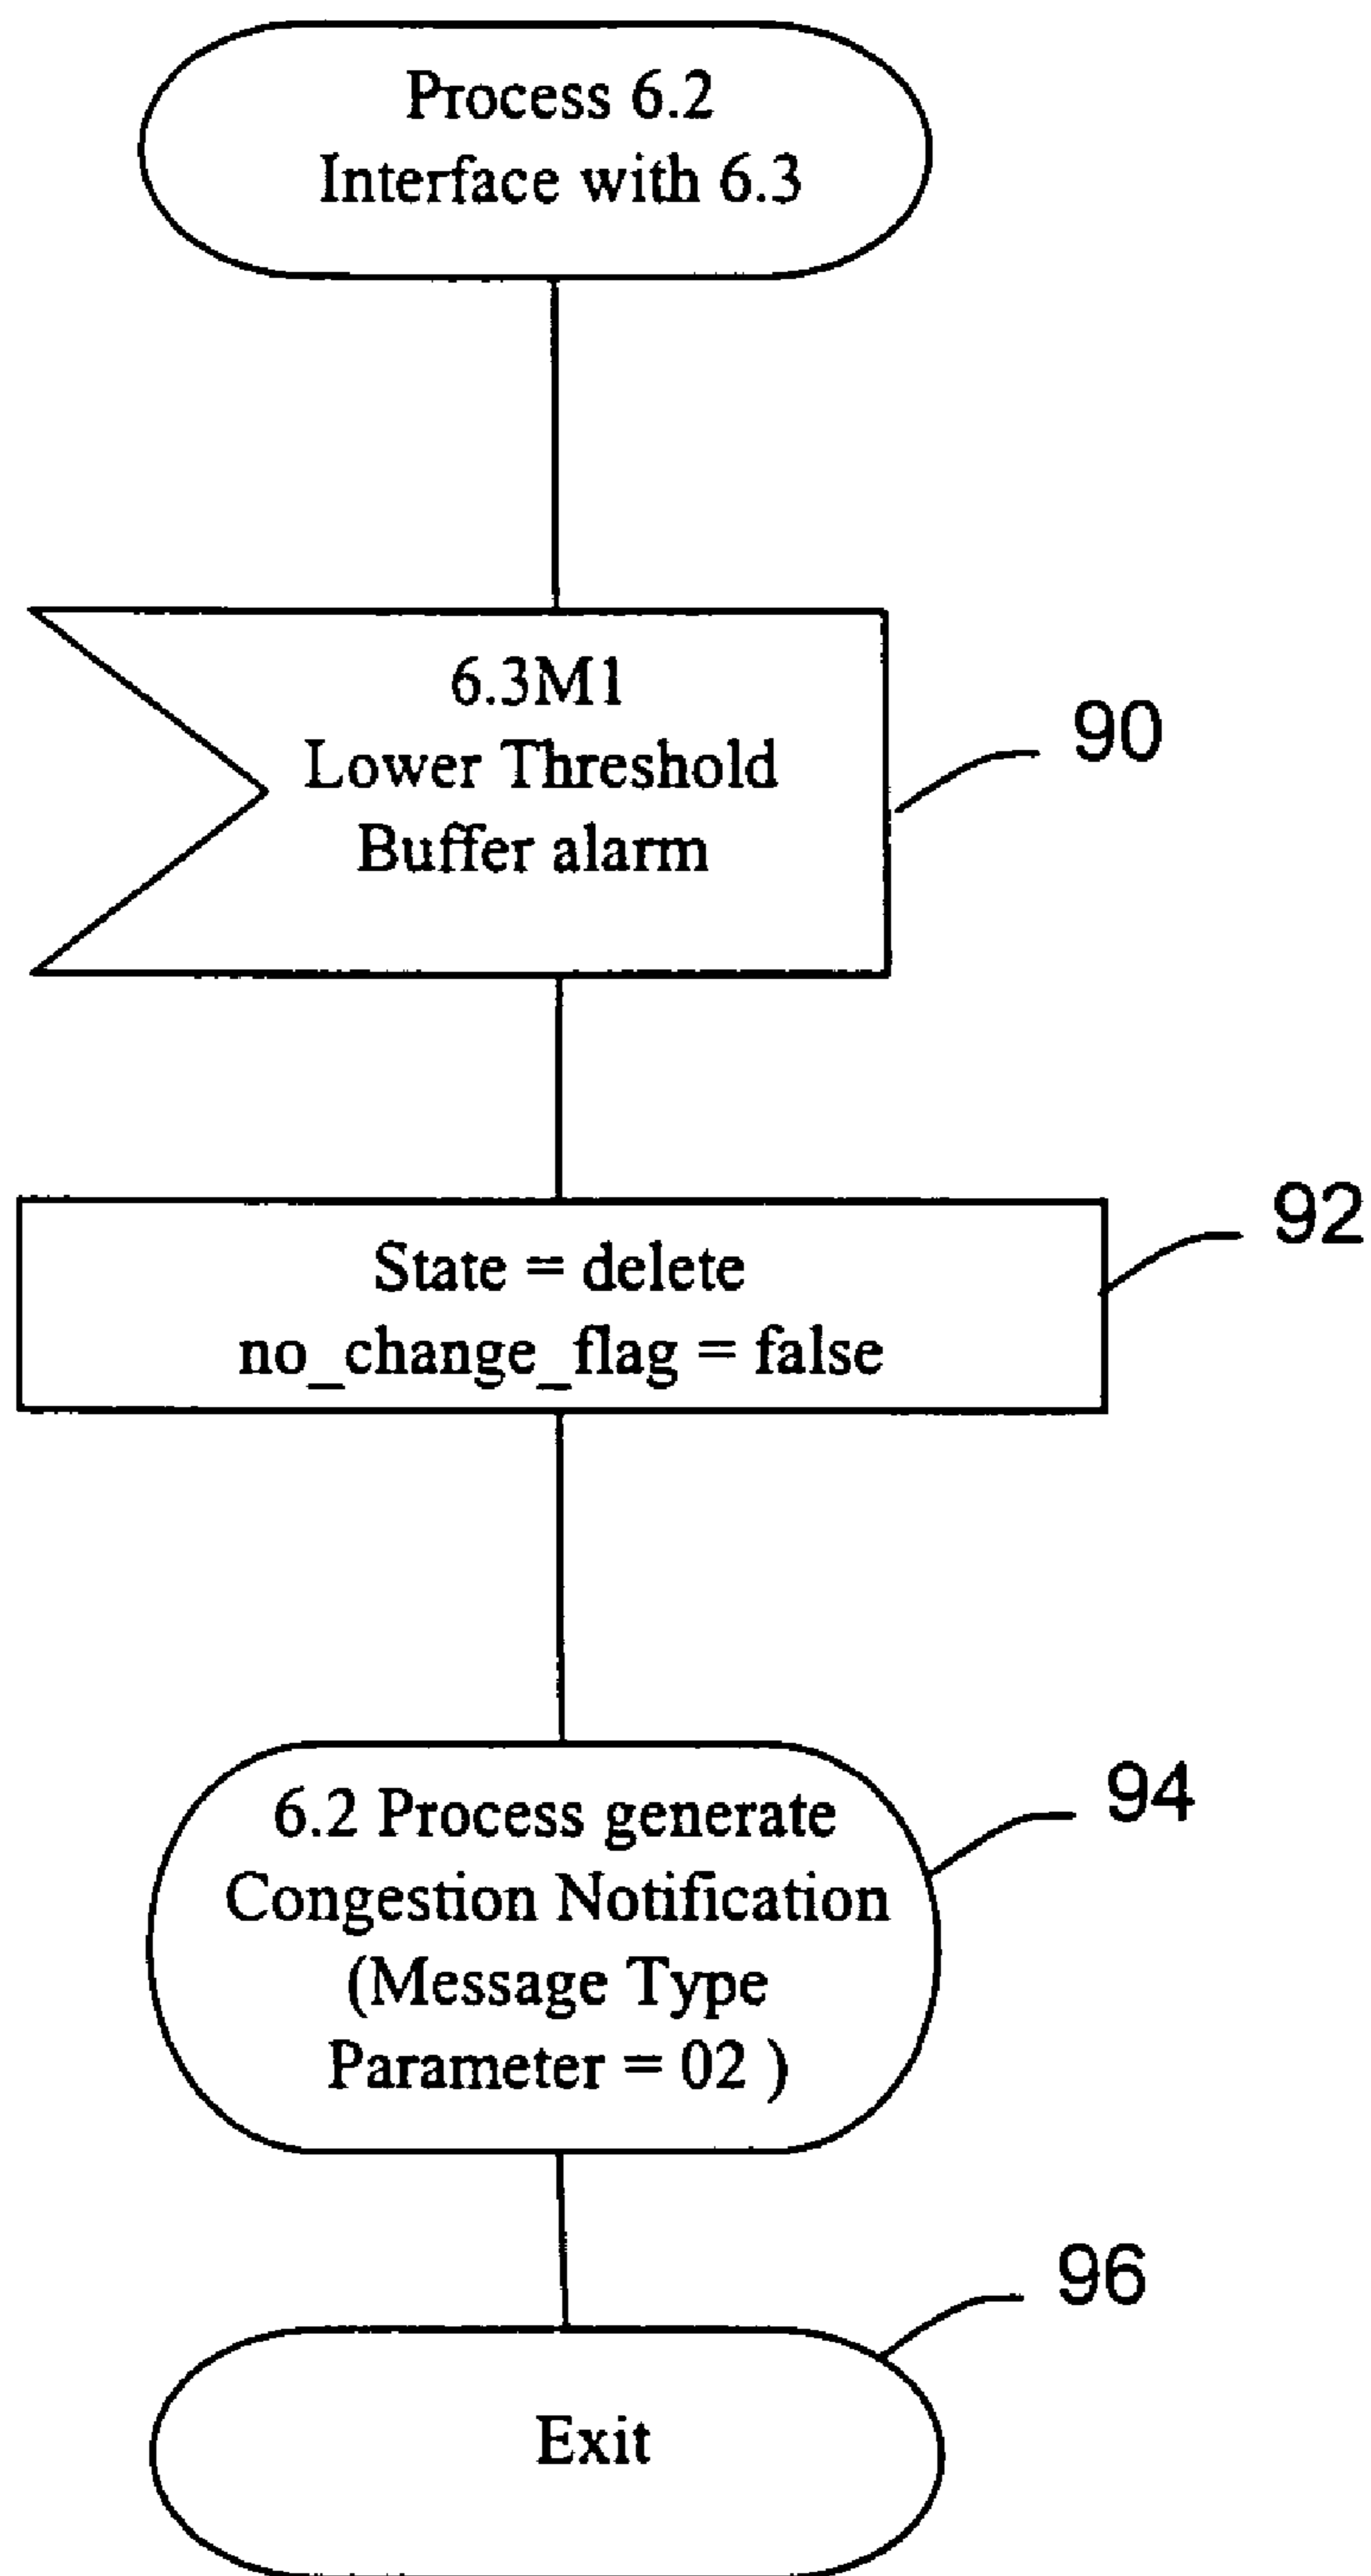 Process 6.2
Interface with 6.3
6.3M1
Lower Threshold
Buffer alarm
90
State = delete
no_change_flag = false
92
6.2 Process generate
Congestion Notification
(Message Type
Parameter = 02 )
94
Exit
96